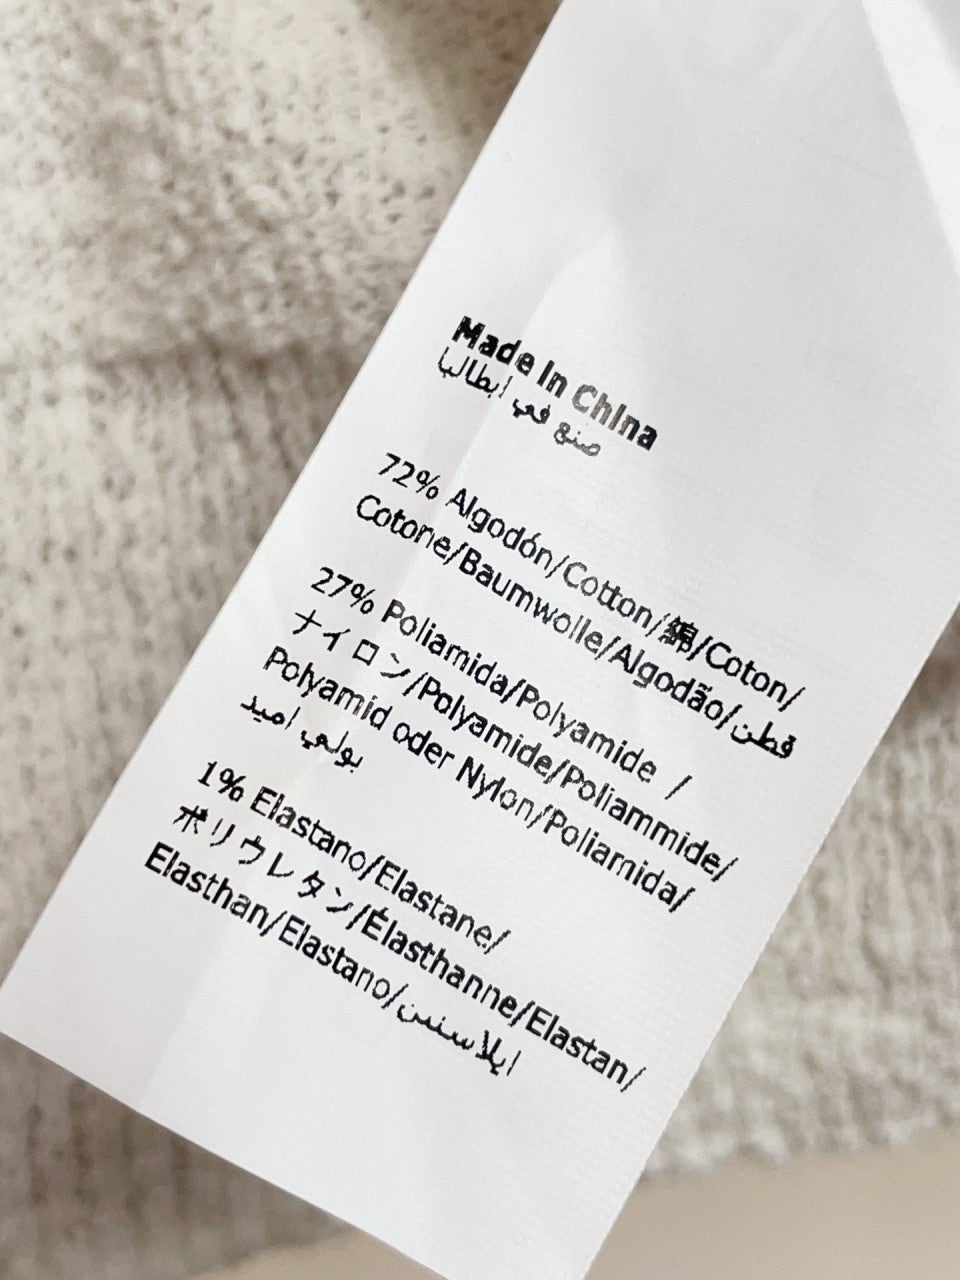 Made In China
صنع في ايطاليا
72% Algodón/Cotton/綿/Coton/
Cotone/Baumwolle/Algodão/قطن
27% Poliamida/Polyamide /
ナイロン/Polyamide/Poliammide/
Polyamid oder Nylon/Poliamida/
بولي اميد
1% Elastano/Elastane/
ポリウレタン/Élasthanne/Elastan/
Elasthan/Elastano/ايلاستين